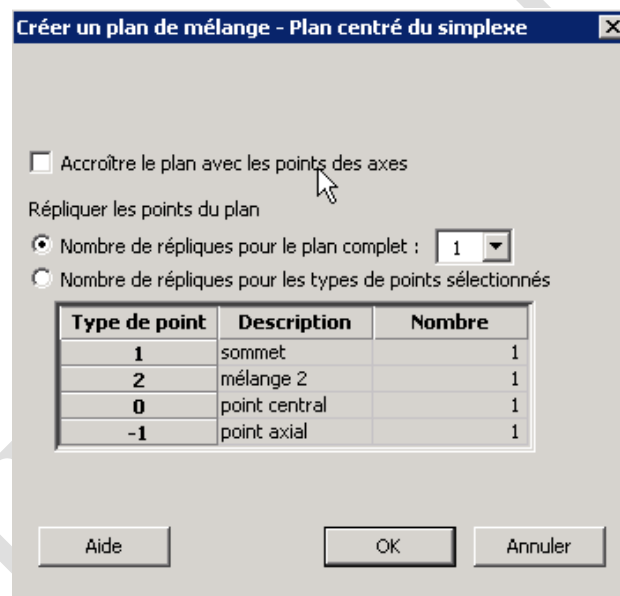 Créer un plan de mélange - Plan centré du simplexe
Accroître le plan avec les points des axes
Répliquer les points du plan
Nombre de répliques pour le plan complet : 1
Nombre de répliques pour les types de points sélectionnés
Type de point Description Nombre
1 sommet 1
2 mélange 2 1
0 point central 1
-1 point axial 1
Aide OK Annuler